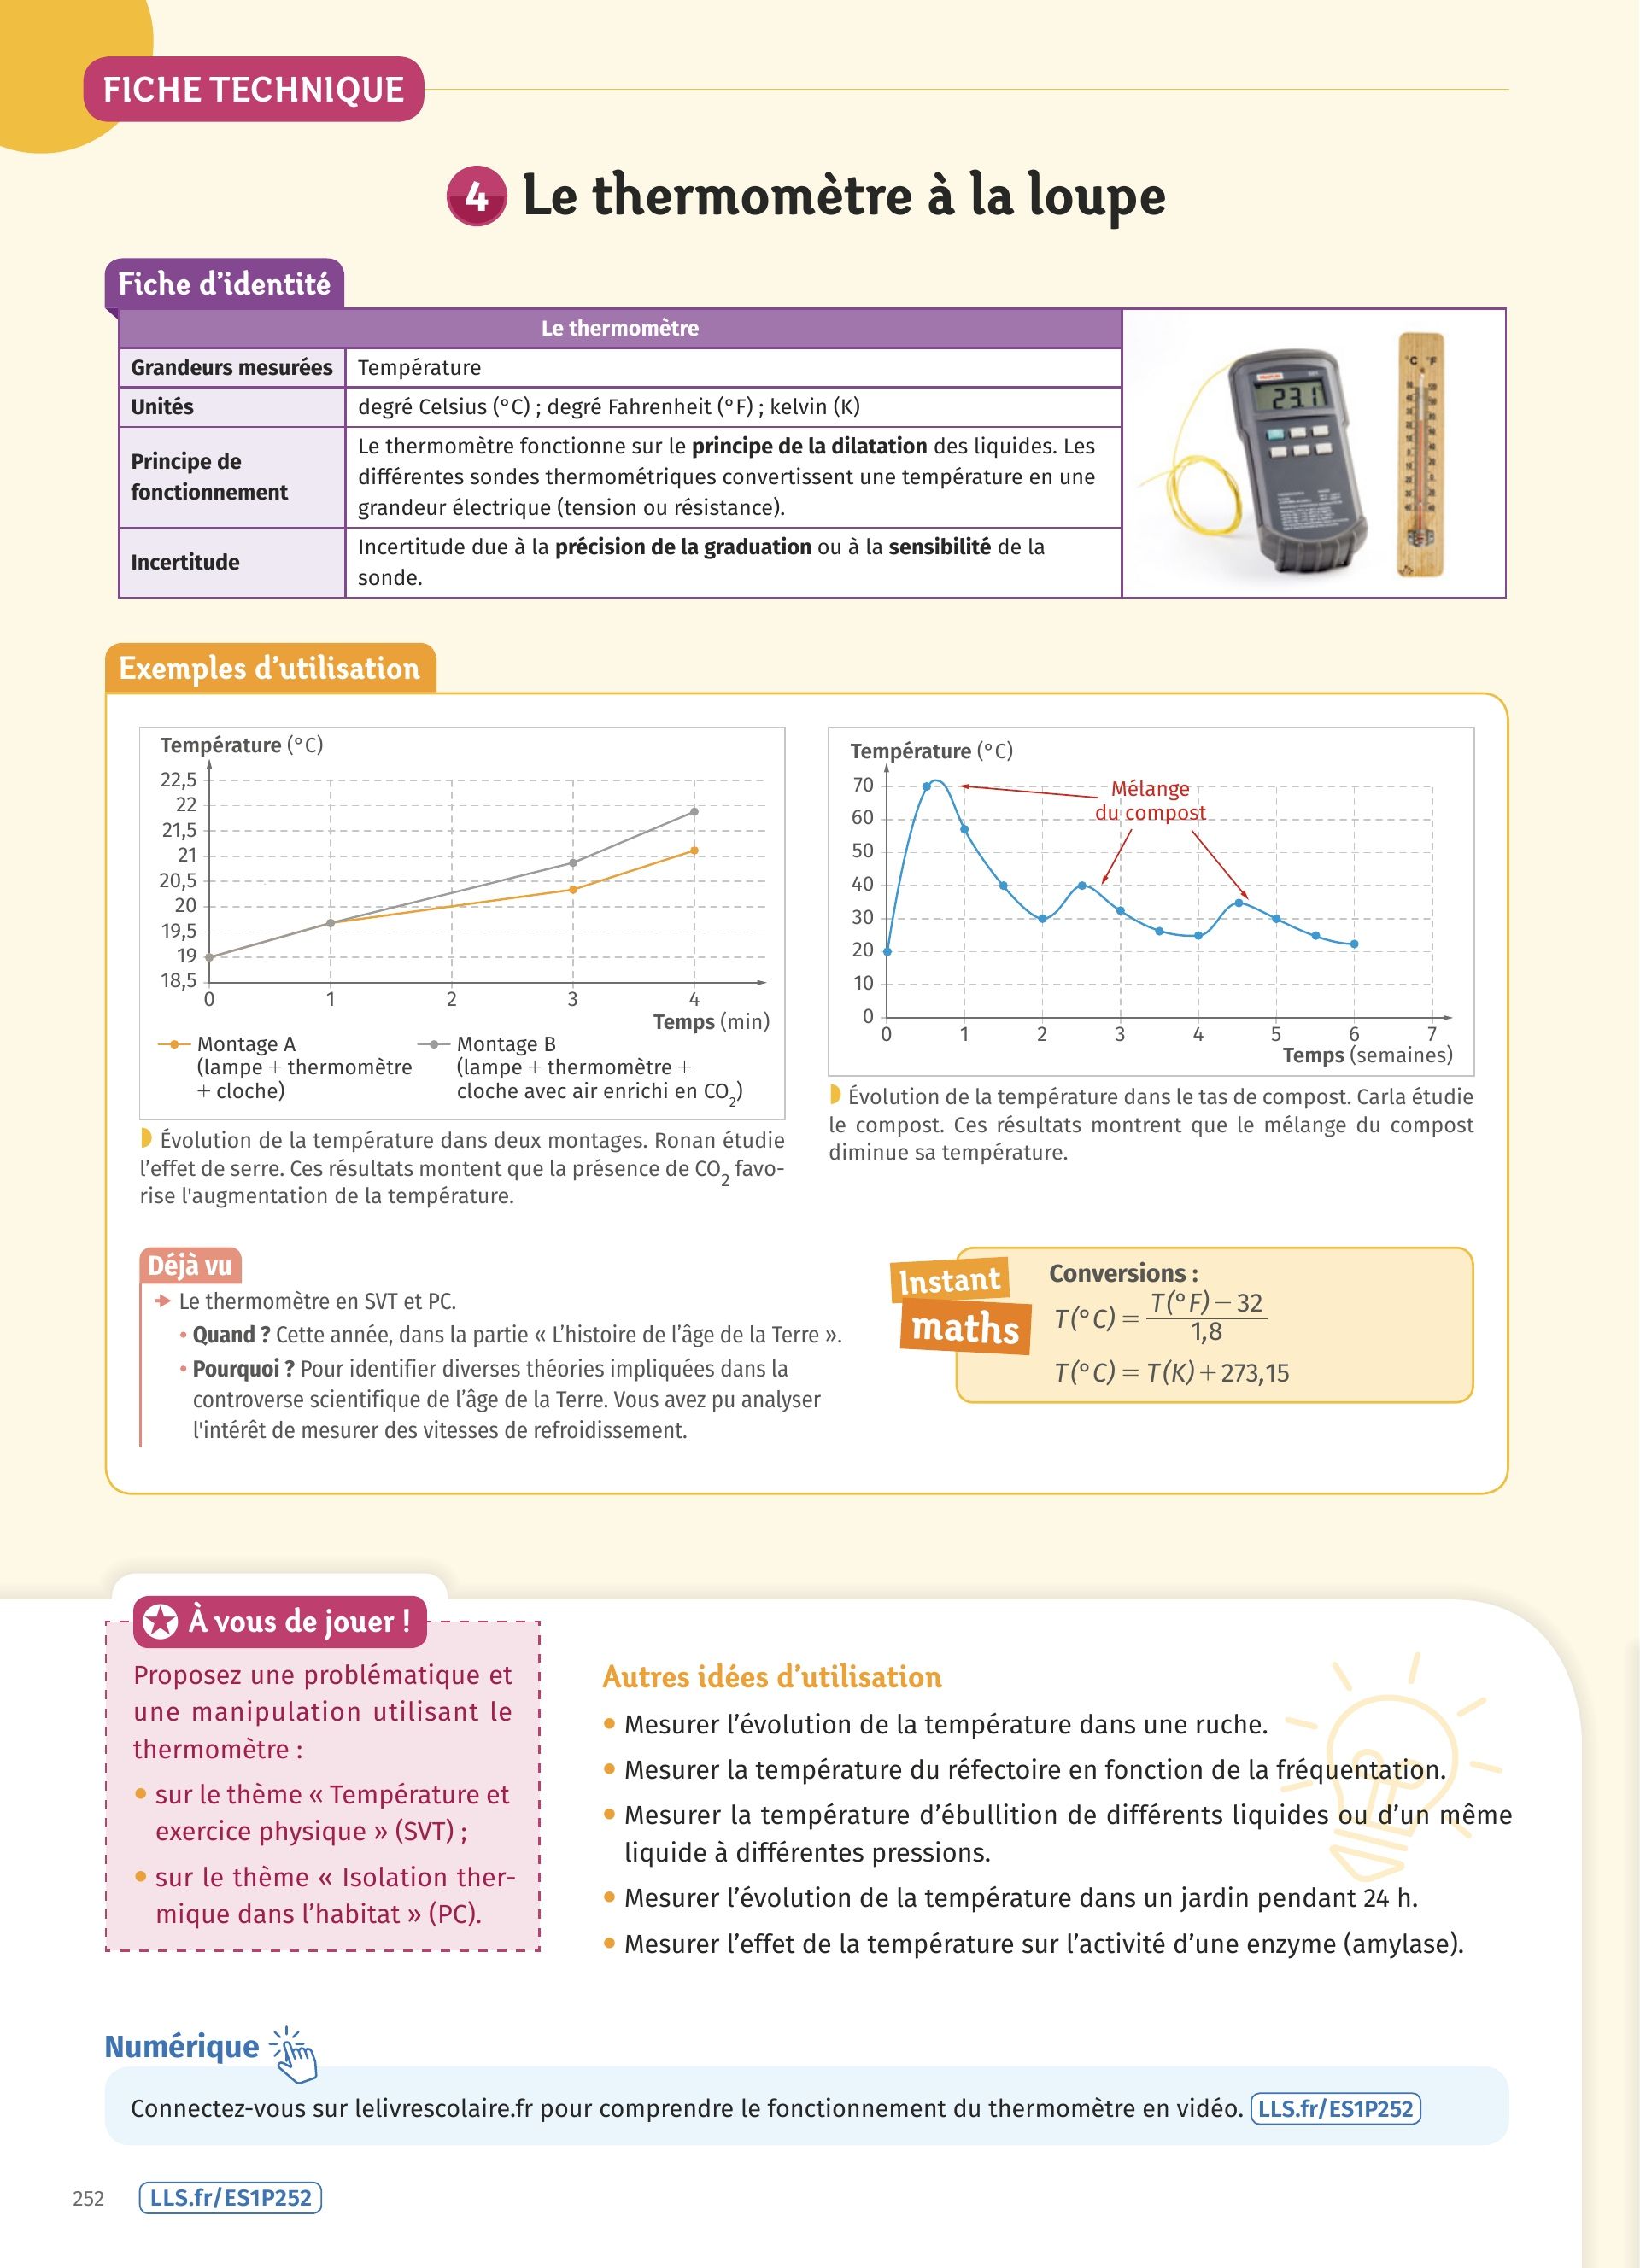 FICHE TECHNIQUE
4 Le thermomètre à la loupe
Fiche d'identité
Le thermomètre
Grandeurs mesurées Température
Unités degré Celsius (°C) ; degré Fahrenheit (°F) ; kelvin (K)
Principe de fonctionnement
Le thermomètre fonctionne sur le principe de la dilatation des liquides. Les
différentes sondes thermométriques convertissent une température en une
grandeur électrique (tension ou résistance).
Incertitude
Incertitude due à la précision de la graduation ou à la sensibilité de la
sonde.
23.1
°C °F
Exemples d'utilisation
Température (°C)
22,5
22
21,5
21
20,5
20
19,5
19
18,5
0 1 2 3 4
Temps (min)
Montage A
(lampe + thermomètre
+ cloche)
Montage B
(lampe + thermomètre +
cloche avec air enrichi en CO2)
Évolution de la température dans deux montages. Ronan étudie
l'effet de serre. Ces résultats montent que la présence de CO2 favo-
rise l'augmentation de la température.
Température (°C)
70
60
50
40
30
20
10
0
0 1 2 3 4 5 6 7
Mélange
du compost
Temps (semaines)
Évolution de la température dans le tas de compost. Carla étudie
le compost. Ces résultats montrent que le mélange du compost
diminue sa température.
Déjà vu
Le thermomètre en SVT et PC.
• Quand ? Cette année, dans la partie « L'histoire de l'âge de la Terre ».
• Pourquoi ? Pour identifier diverses théories impliquées dans la
controverse scientifique de l'âge de la Terre. Vous avez pu analyser
l'intérêt de mesurer des vitesses de refroidissement.
Instant
maths
Conversions :
T(°C) = (T(°F) − 32) / 1,8
T(°C) = T(K) + 273,15
À vous de jouer !
Proposez une problématique et
une manipulation utilisant le
thermomètre :
• sur le thème « Température et
exercice physique » (SVT) ;
• sur le thème « Isolation ther-
mique dans l'habitat » (PC).
Autres idées d'utilisation
• Mesurer l'évolution de la température dans une ruche.
• Mesurer la température du réfectoire en fonction de la fréquentation.
• Mesurer la température d'ébullition de différents liquides ou d'un même
liquide à différentes pressions.
• Mesurer l'évolution de la température dans un jardin pendant 24 h.
• Mesurer l'effet de la température sur l'activité d'une enzyme (amylase).
Numérique
Connectez-vous sur lelivrescolaire.fr pour comprendre le fonctionnement du thermomètre en vidéo. LLS.fr/ES1P252
252 LLS.fr/ES1P252